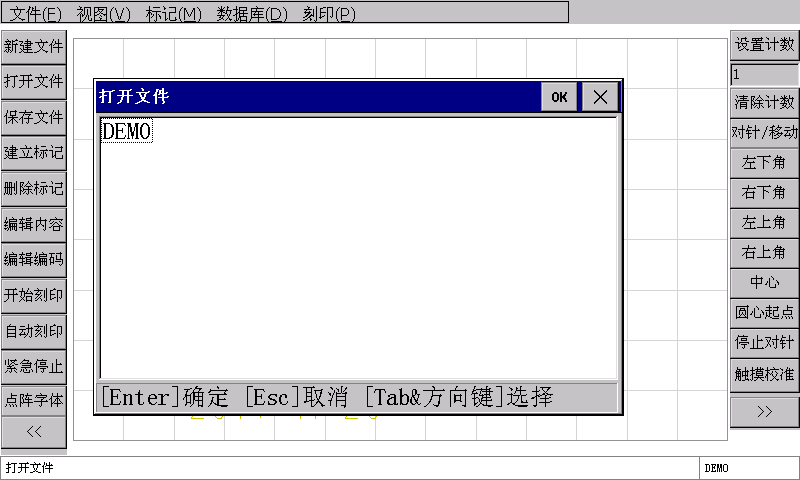 文件(F) 视图(V) 标记(M) 数据库(D) 刻印(P)
新建文件
打开文件
保存文件
建立标记
删除标记
编辑内容
编辑编码
开始刻印
自动刻印
紧急停止
点阵字体
<<
打开文件 OK
DEMO
[Enter]确定 [Esc]取消 [Tab&方向键]选择
设置计数
1
清除计数
对针/移动
左下角
右下角
左上角
右上角
中心
圆心起点
停止对针
触摸校准
>>
打开文件 DEMO